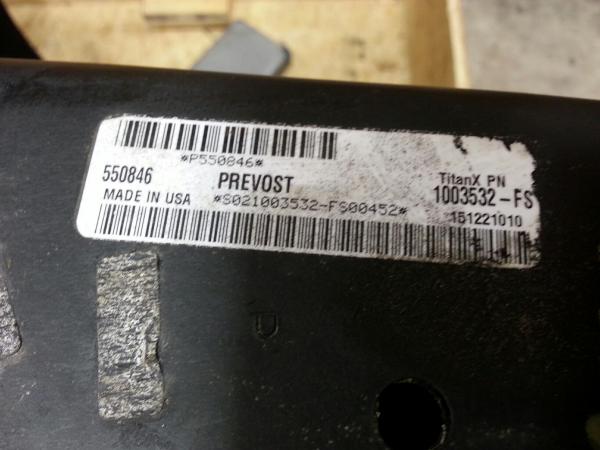 *P550846*
550846 PREVOST TitanX PN
MADE IN USA *S021003532-FS00452* 1003532-FS
151221010